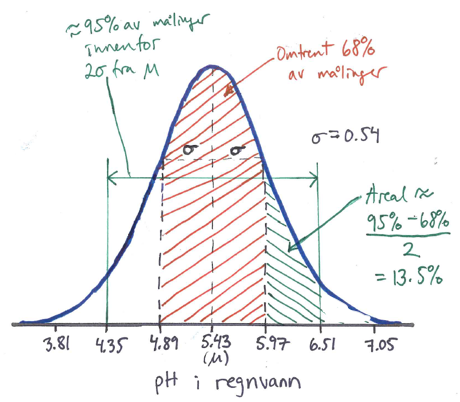 ≈95% av målinger
innenfor
2σ fra μ
Omtrent 68%
av målinger
σ σ
σ=0.54
Areal ≈
95% - 68%
2
= 13.5%
3.81 4.35 4.89 5.43 5.97 6.51 7.05
(μ)
pH i regnvann